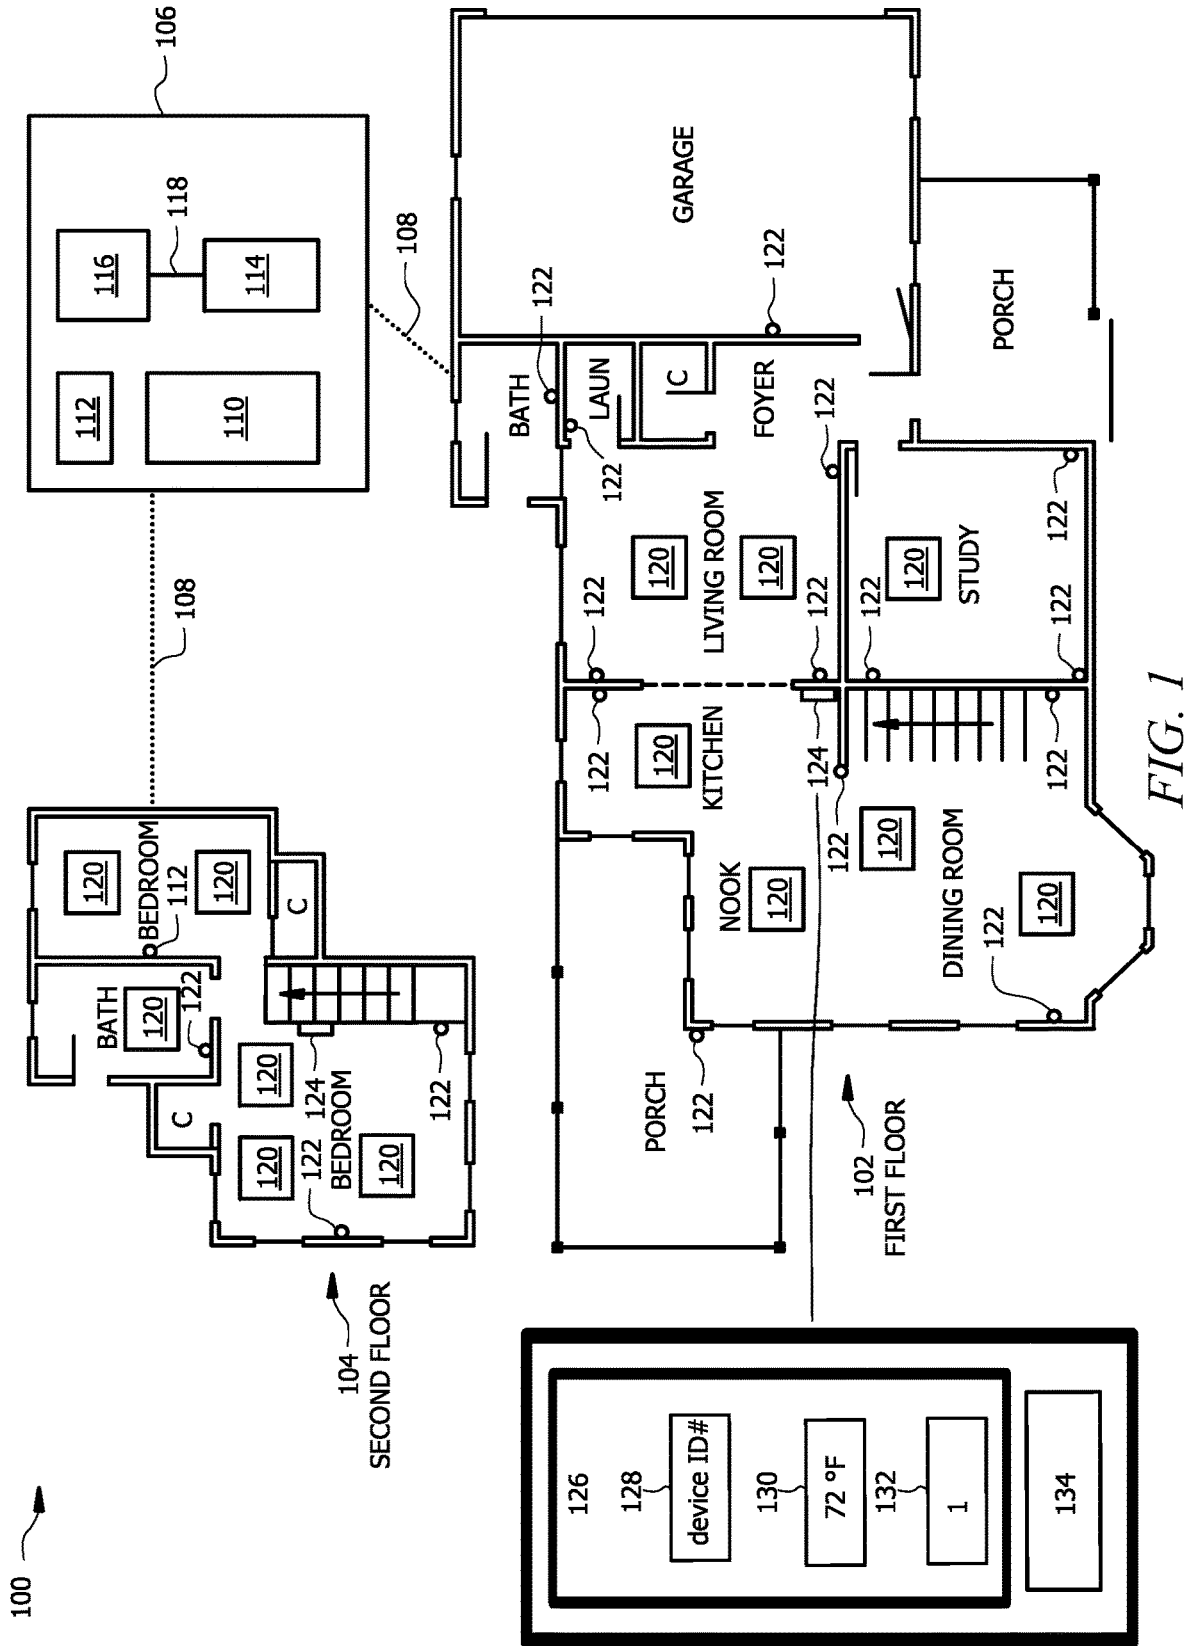 100
104
SECOND FLOOR
BATH
120
122
BEDROOM
120
120
112
C
C
120
120
120
124
122
BEDROOM
122
108
106
112
116
118
110
114
108
126
128
device ID#
130
72 °F
132
1
134
PORCH
122
102
FIRST FLOOR
NOOK
120
KITCHEN
120
122
122
LIVING ROOM
120
120
122
124
122
122
BATH
122
LAUN
122
C
FOYER
122
GARAGE
122
DINING ROOM
120
120
122
122
STUDY
120
122
122
122
PORCH
FIG. 1